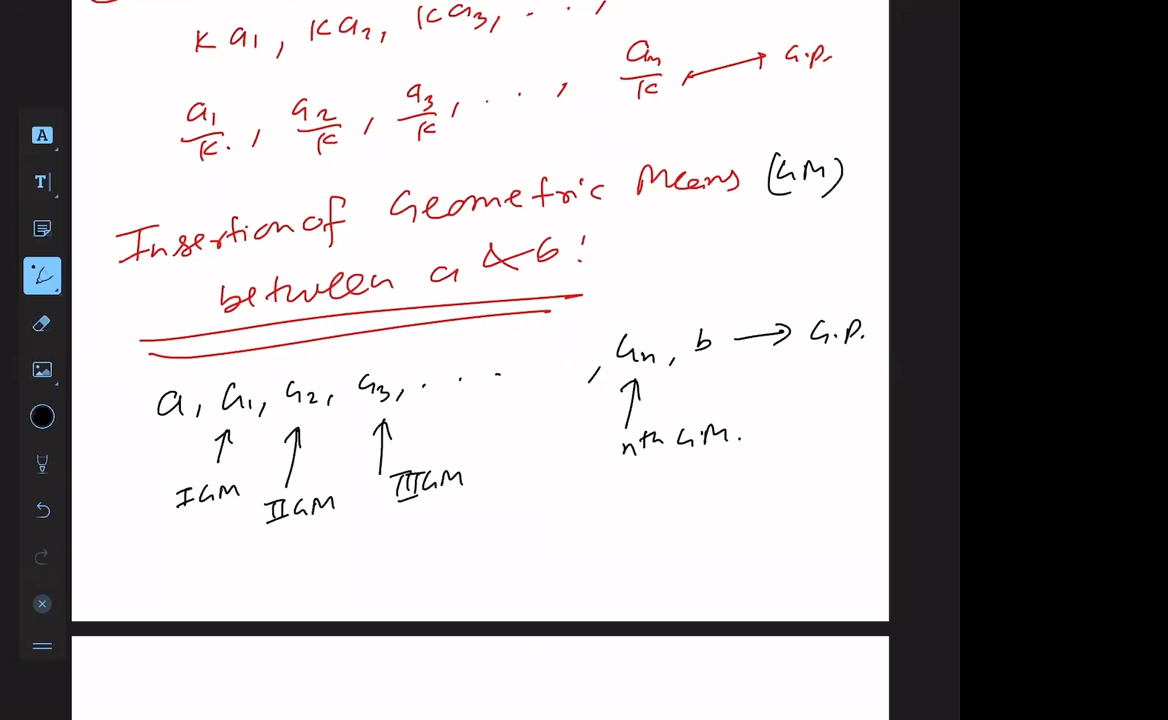 K a1, K a2, K a3, . . ,
a1/K, a2/K, a3/K, . . . , an/K → G.P.
Insertion of Geometric Means (GM)
between a & b :
a, G1, G2, G3, . . . , Gn, b → G.P.
I GM II GM III GM nth G.M.